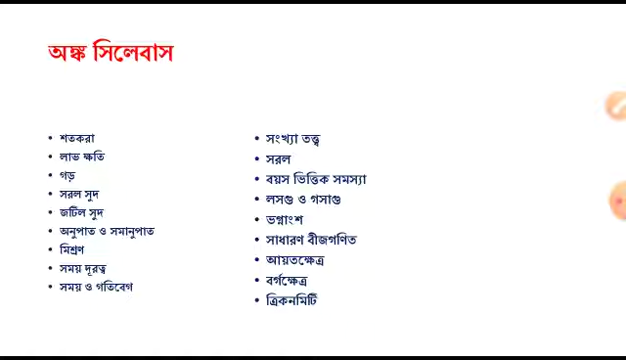 অঙ্ক সিলেবাস
• শতকরা
• লাভ ক্ষতি
• গড়
• সরল সুদ
• জটিল সুদ
• অনুপাত ও সমানুপাত
• মিশ্রণ
• সময় দূরত্ব
• সময় ও গতিবেগ
• সংখ্যা তত্ত্ব
• সরল
• বয়স ভিত্তিক সমস্যা
• লসগু ও গসাগু
• ভগ্নাংশ
• সাধারণ বীজগণিত
• আয়তক্ষেত্র
• বর্গক্ষেত্র
• ত্রিকনমিটি